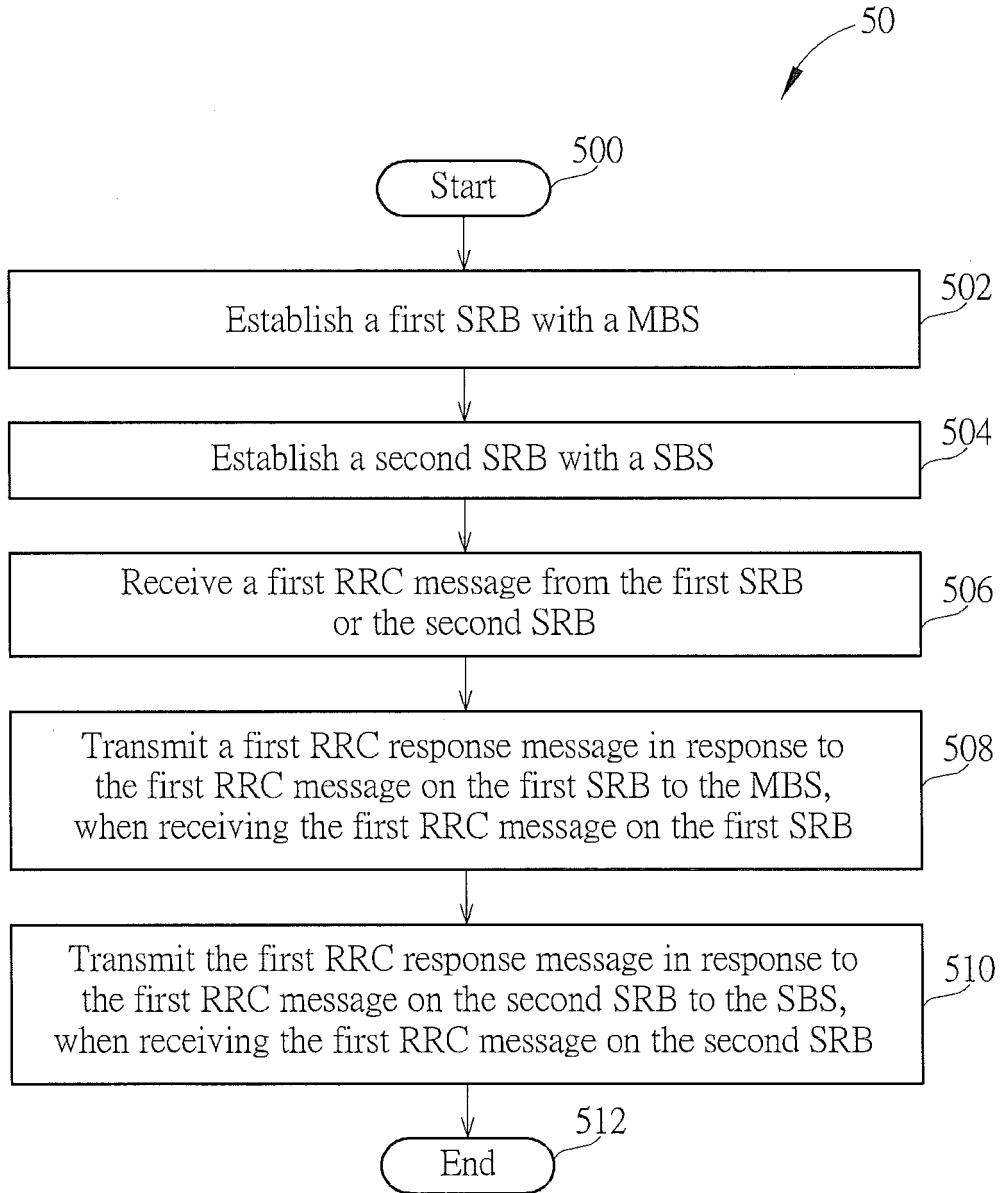 50
Start
500
Establish a first SRB with a MBS
502
Establish a second SRB with a SBS
504
Receive a first RRC message from the first SRB
or the second SRB
506
Transmit a first RRC response message in response to
the first RRC message on the first SRB to the MBS,
when receiving the first RRC message on the first SRB
508
Transmit the first RRC response message in response to
the first RRC message on the second SRB to the SBS,
when receiving the first RRC message on the second SRB
510
End
512